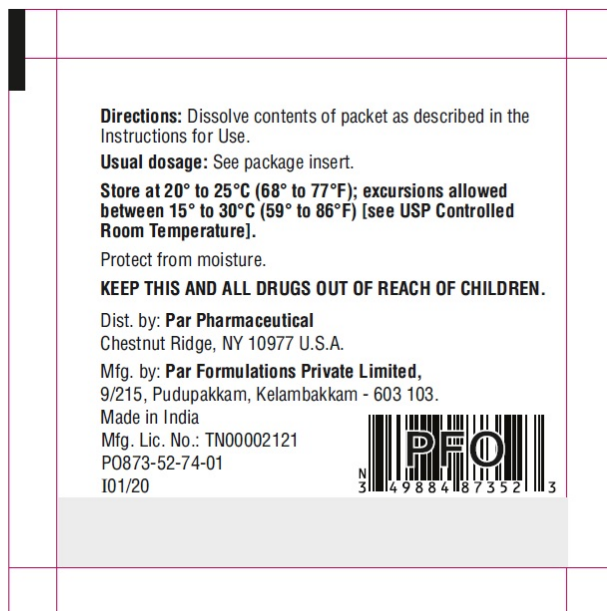 Directions: Dissolve contents of packet as described in the
Instructions for Use.
Usual dosage: See package insert.
Store at 20° to 25°C (68° to 77°F); excursions allowed
between 15° to 30°C (59° to 86°F) [see USP Controlled
Room Temperature].
Protect from moisture.
KEEP THIS AND ALL DRUGS OUT OF REACH OF CHILDREN.
Dist. by: Par Pharmaceutical
Chestnut Ridge, NY 10977 U.S.A.
Mfg. by: Par Formulations Private Limited,
9/215, Pudupakkam, Kelambakkam - 603 103.
Made in India
Mfg. Lic. No.: TN00002121
PO873-52-74-01
I01/20
PFO
N
3 49884 87352 3